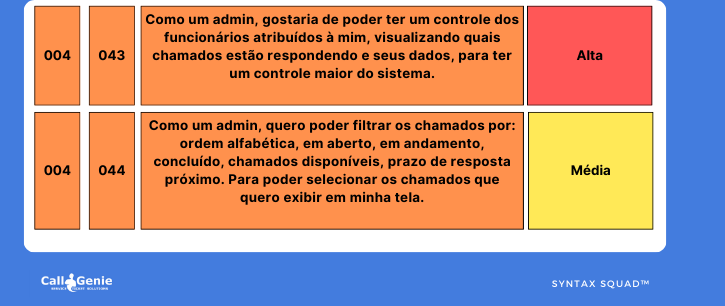 004
043
Como um admin, gostaria de poder ter um controle dos
funcionários atribuídos à mim, visualizando quais
chamados estão respondendo e seus dados, para ter
um controle maior do sistema.
Alta
004
044
Como um admin, quero poder filtrar os chamados por:
ordem alfabética, em aberto, em andamento,
concluído, chamados disponíveis, prazo de resposta
próximo. Para poder selecionar os chamados que
quero exibir em minha tela.
Média
Call Genie
SYNTAX SQUAD™